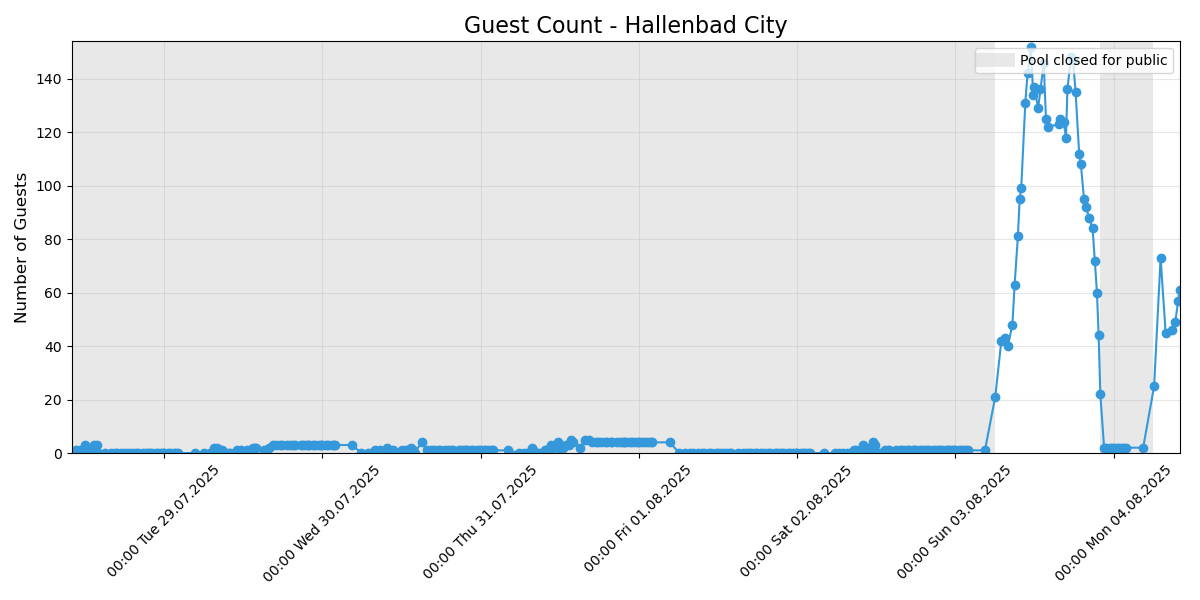 Guest Count - Hallenbad City
Pool closed for public
Number of Guests
140
120
100
80
60
40
20
0
00:00 Tue 29.07.2025
00:00 Wed 30.07.2025
00:00 Thu 31.07.2025
00:00 Fri 01.08.2025
00:00 Sat 02.08.2025
00:00 Sun 03.08.2025
00:00 Mon 04.08.2025